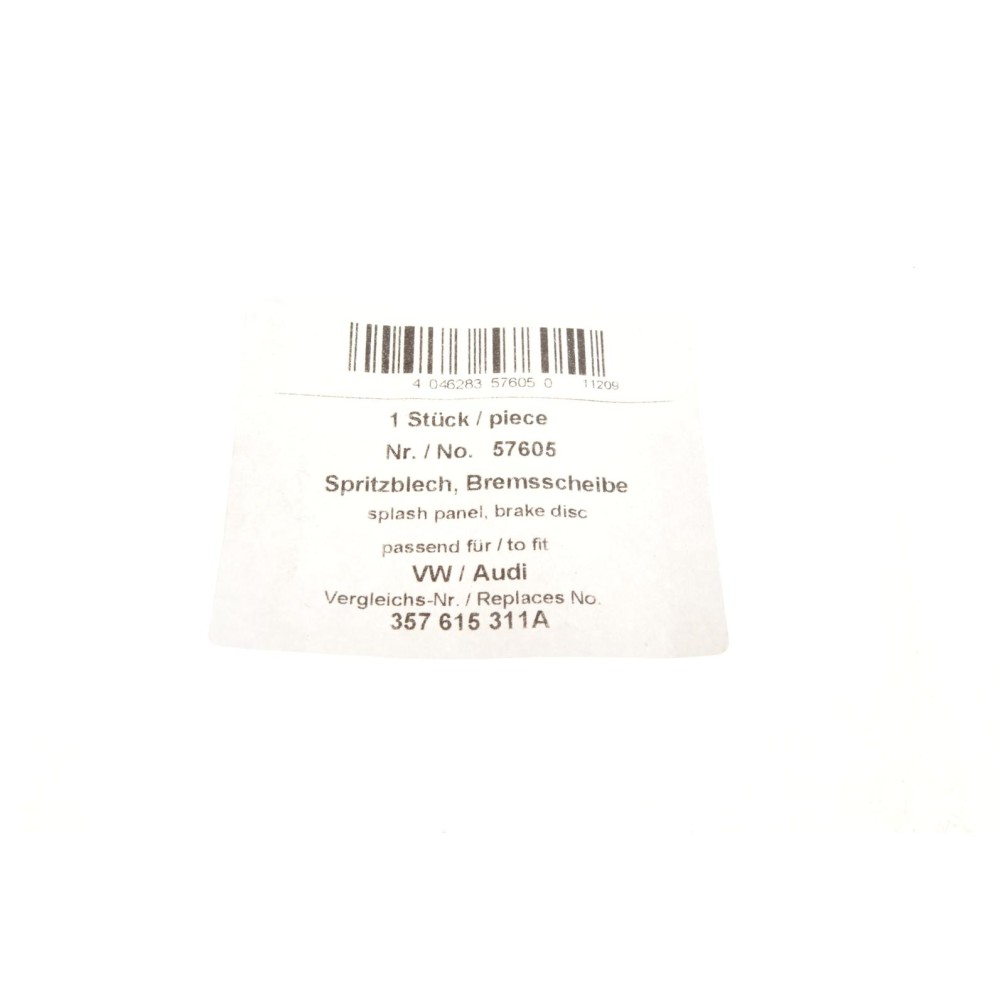 4 046283 57605 0 11209
1 Stück / piece
Nr. / No. 57605
Spritzblech, Bremsscheibe
splash panel, brake disc
passend für / to fit
VW / Audi
Vergleichs-Nr. / Replaces No.
357 615 311A